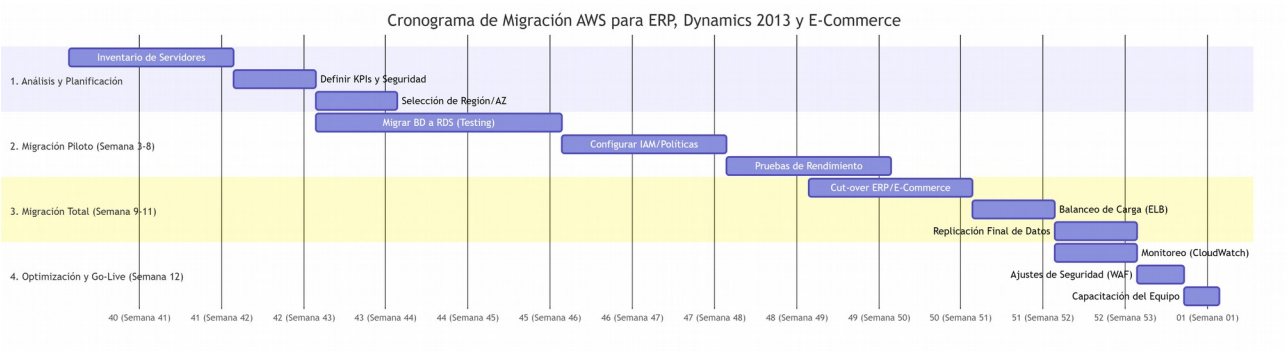 Cronograma de Migración AWS para ERP, Dynamics 2013 y E-Commerce
Inventario de Servidores
1. Análisis y Planificación
Definir KPIs y Seguridad
Selección de Región/AZ
Migrar BD a RDS (Testing)
2. Migración Piloto (Semana 3-8)
Configurar IAM/Políticas
Pruebas de Rendimiento
Cut-over ERP/E-Commerce
3. Migración Total (Semana 9-11)
Balanceo de Carga (ELB)
Replicación Final de Datos
Monitoreo (CloudWatch)
4. Optimización y Go-Live (Semana 12)
Ajustes de Seguridad (WAF)
Capacitación del Equipo
40 (Semana 41) 41 (Semana 42) 42 (Semana 43) 43 (Semana 44) 44 (Semana 45) 45 (Semana 46) 46 (Semana 47) 47 (Semana 48) 48 (Semana 49) 49 (Semana 50) 50 (Semana 51) 51 (Semana 52) 52 (Semana 53) 01 (Semana 01)